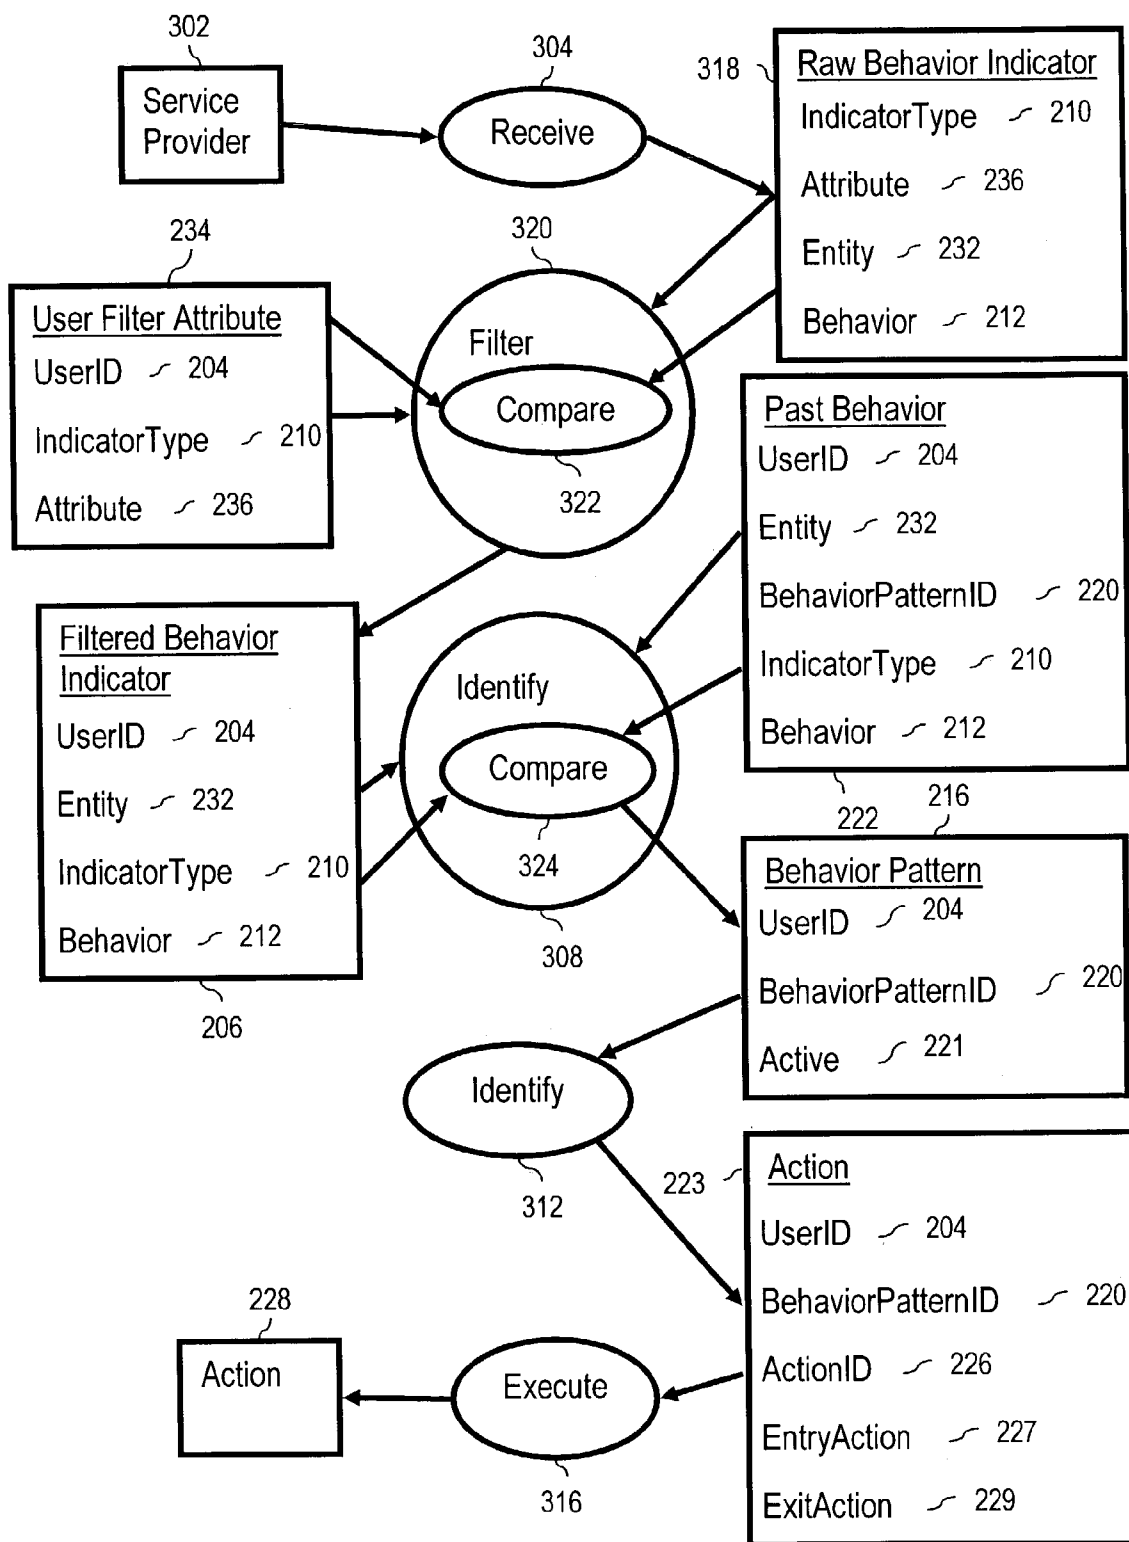 302
Service
Provider
304
Receive
318
Raw Behavior Indicator
IndicatorType 210
Attribute 236
Entity 232
Behavior 212
234
User Filter Attribute
UserID 204
IndicatorType 210
Attribute 236
320
Filter
Compare
322
Past Behavior
UserID 204
Entity 232
BehaviorPatternID 220
IndicatorType 210
Behavior 212
222
Filtered Behavior
Indicator
UserID 204
Entity 232
IndicatorType 210
Behavior 212
206
Identify
Compare
324
308
216
Behavior Pattern
UserID 204
BehaviorPatternID 220
Active 221
Identify
312
223
Action
UserID 204
BehaviorPatternID 220
ActionID 226
EntryAction 227
ExitAction 229
228
Action
Execute
316